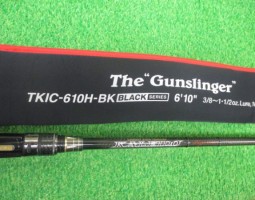 The "Gunslinger"
TKIC-610H-BK BLACK SERIES 6'10" 3/8~1·1/2oz. Lure,